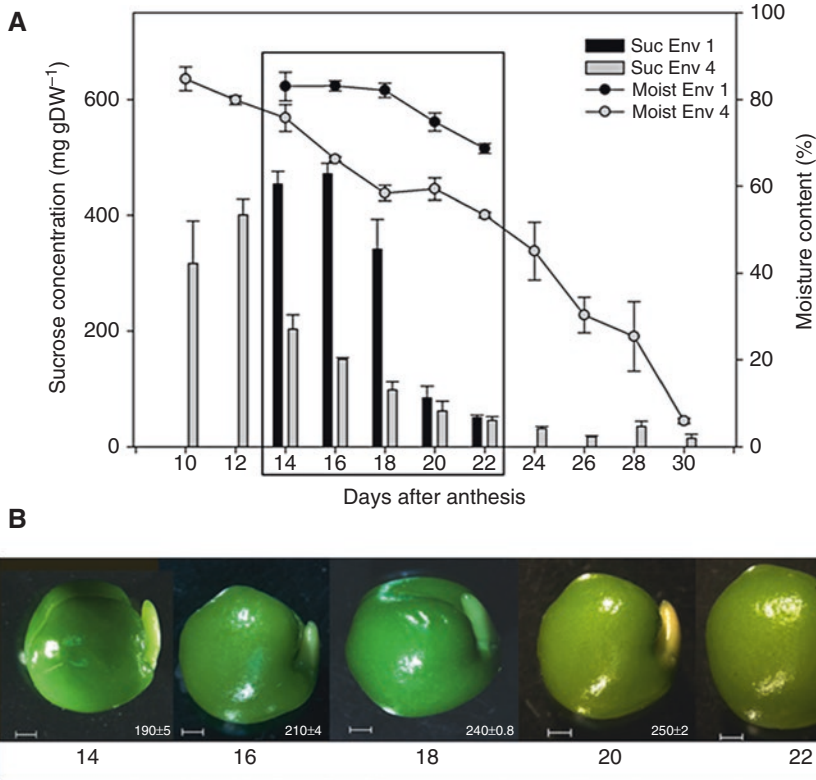 A
Sucrose concentration (mg gDW−1)
600
400
200
0
100
80
60
40
20
0
Moisture content (%)
Suc Env 1
Suc Env 4
Moist Env 1
Moist Env 4
10 12 14 16 18 20 22 24 26 28 30
Days after anthesis
B
190±5 210±4 240±0.8 250±2
14 16 18 20 22